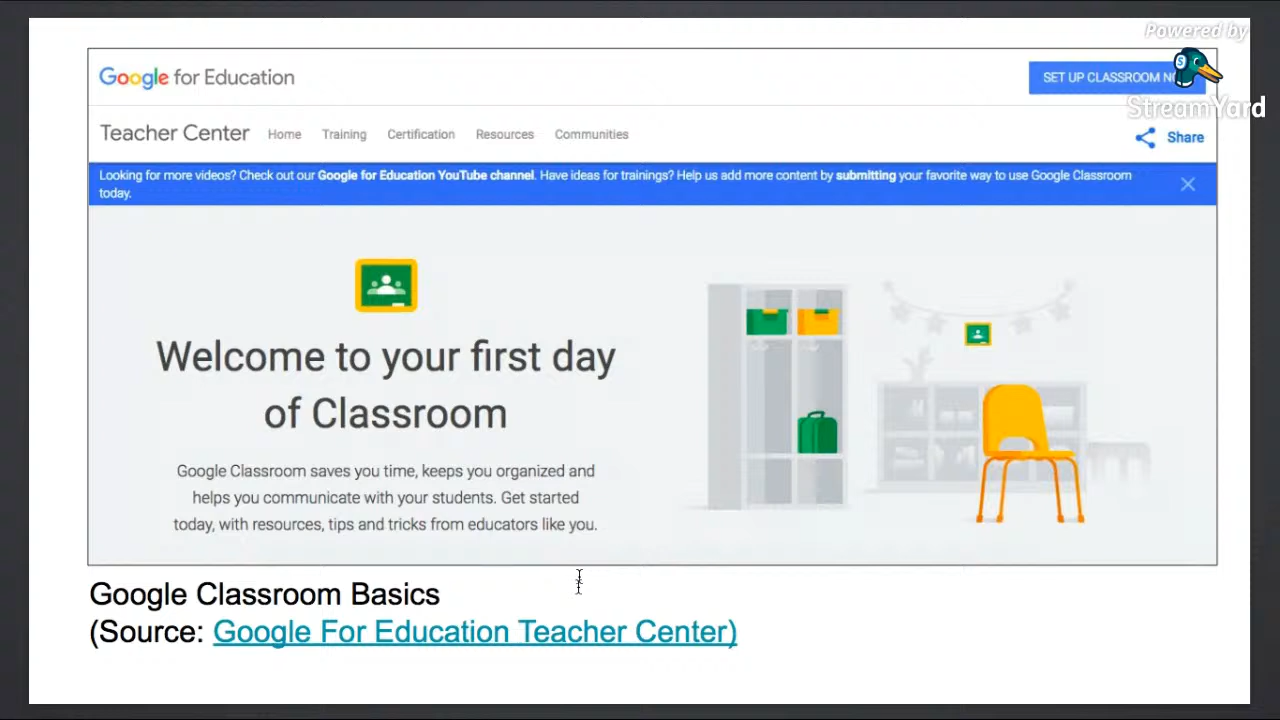 Powered by
Google for Education
SET UP CLASSROOM
StreamYard
Teacher Center Home Training Certification Resources Communities
Share
Looking for more videos? Check out our Google for Education YouTube channel. Have ideas for trainings? Help us add more content by submitting your favorite way to use Google Classroom
today.
Welcome to your first day
of Classroom
Google Classroom saves you time, keeps you organized and
helps you communicate with your students. Get started
today, with resources, tips and tricks from educators like you.
Google Classroom Basics
(Source: Google For Education Teacher Center)